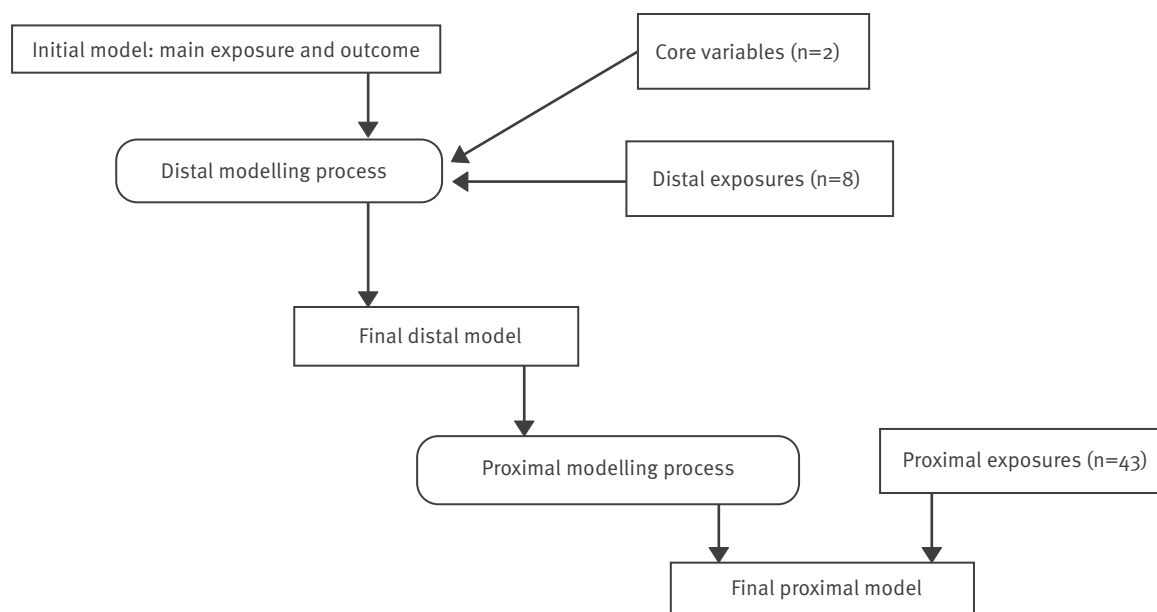 Initial model: main exposure and outcome
Core variables (n=2)
Distal modelling process
Distal exposures (n=8)
Final distal model
Proximal modelling process
Proximal exposures (n=43)
Final proximal model